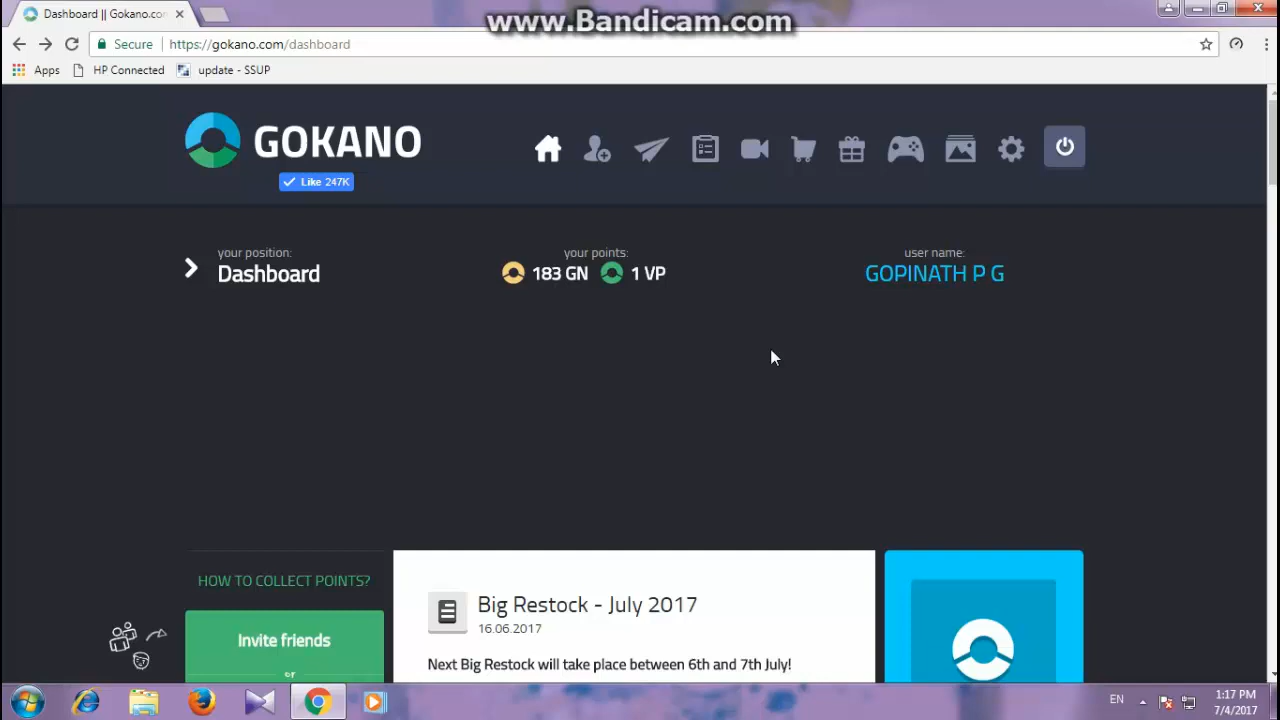 www.Bandicam.com
Dashboard || Gokano.co
Secure https://gokano.com/dashboard
Apps HP Connected update - SSUP
GOKANO
Like 247K
your position:
Dashboard
your points:
183 GN 1 VP
user name:
GOPINATH P G
HOW TO COLLECT POINTS?
Invite friends
or
Big Restock - July 2017
16.06.2017
Next Big Restock will take place between 6th and 7th July!
EN
1:17 PM
7/4/2017